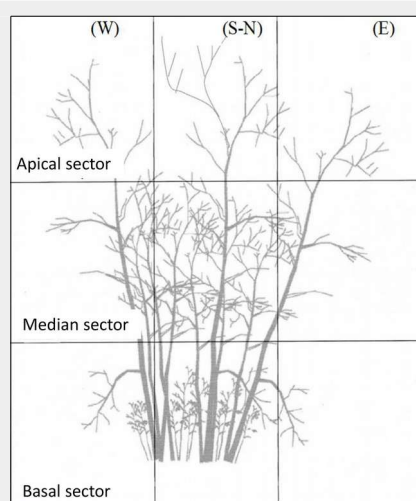 (W) (S-N) (E)
Apical sector
Median sector
Basal sector